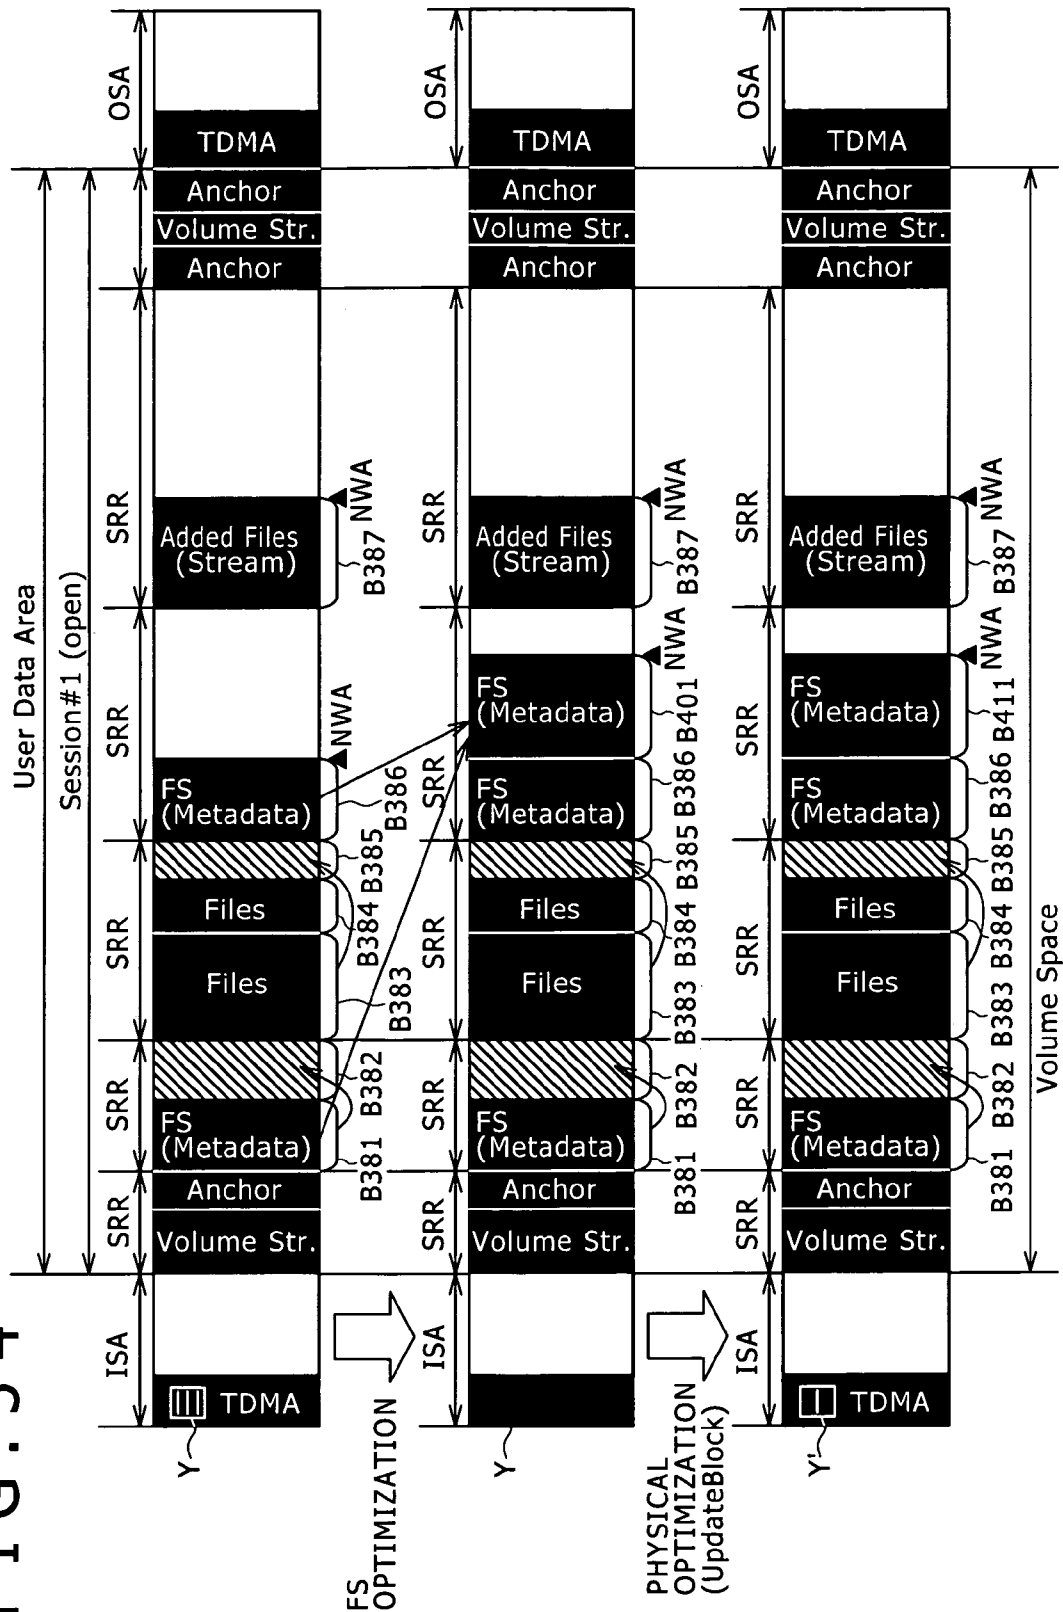 FIG.34
User Data Area
Session#1 (open)
ISA
SRR
SRR
SRR
SRR
SRR
OSA
TDMA
Volume Str.
Anchor
FS
(Metadata)
Files
Files
FS
(Metadata)
Added Files
(Stream)
Anchor
Volume Str.
Anchor
TDMA
Y
B381
B382
B383
B384
B385
B386
NWA
B387
NWA
FS
OPTIMIZATION
ISA
SRR
SRR
SRR
SRR
SRR
OSA
Volume Str.
Anchor
FS
(Metadata)
Files
Files
FS
(Metadata)
FS
(Metadata)
Added Files
(Stream)
Anchor
Volume Str.
Anchor
TDMA
Y
B381
B382
B383
B384
B385
B386
B401
NWA
B387
NWA
PHYSICAL
OPTIMIZATION
(UpdateBlock)
ISA
SRR
SRR
SRR
SRR
SRR
OSA
TDMA
Volume Str.
Anchor
FS
(Metadata)
Files
Files
FS
(Metadata)
FS
(Metadata)
Added Files
(Stream)
Anchor
Volume Str.
Anchor
TDMA
Y'
B381
B382
B383
B384
B385
B386
B411
NWA
B387
NWA
Volume Space